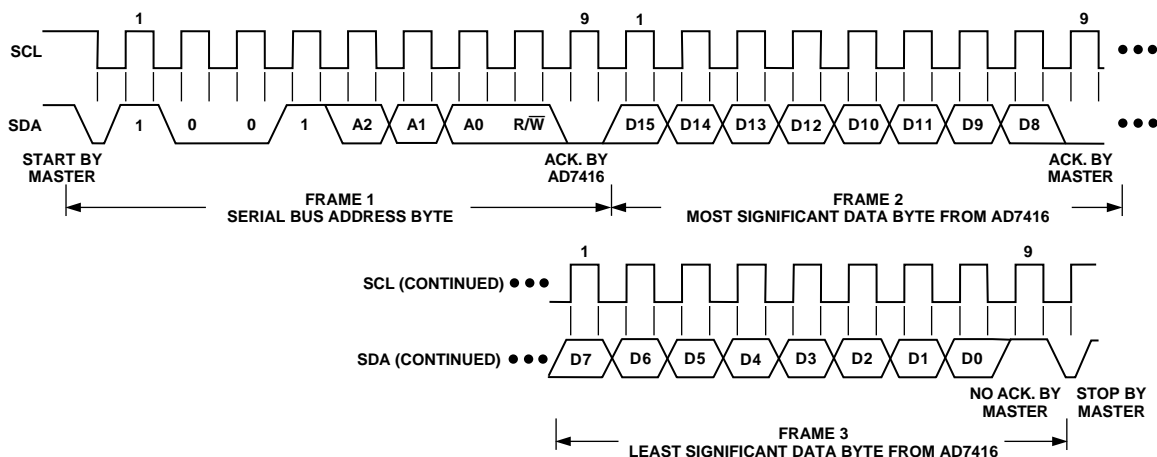 1 9 1 9
SCL
SDA 1 0 0 1 A2 A1 A0 R/W̅ D15 D14 D13 D12 D10 D11 D9 D8
START BY MASTER
ACK. BY AD7416
ACK. BY MASTER
FRAME 1
SERIAL BUS ADDRESS BYTE
FRAME 2
MOST SIGNIFICANT DATA BYTE FROM AD7416
1 9
SCL (CONTINUED)
SDA (CONTINUED) D7 D6 D5 D4 D3 D2 D1 D0
NO ACK. BY MASTER
STOP BY MASTER
FRAME 3
LEAST SIGNIFICANT DATA BYTE FROM AD7416